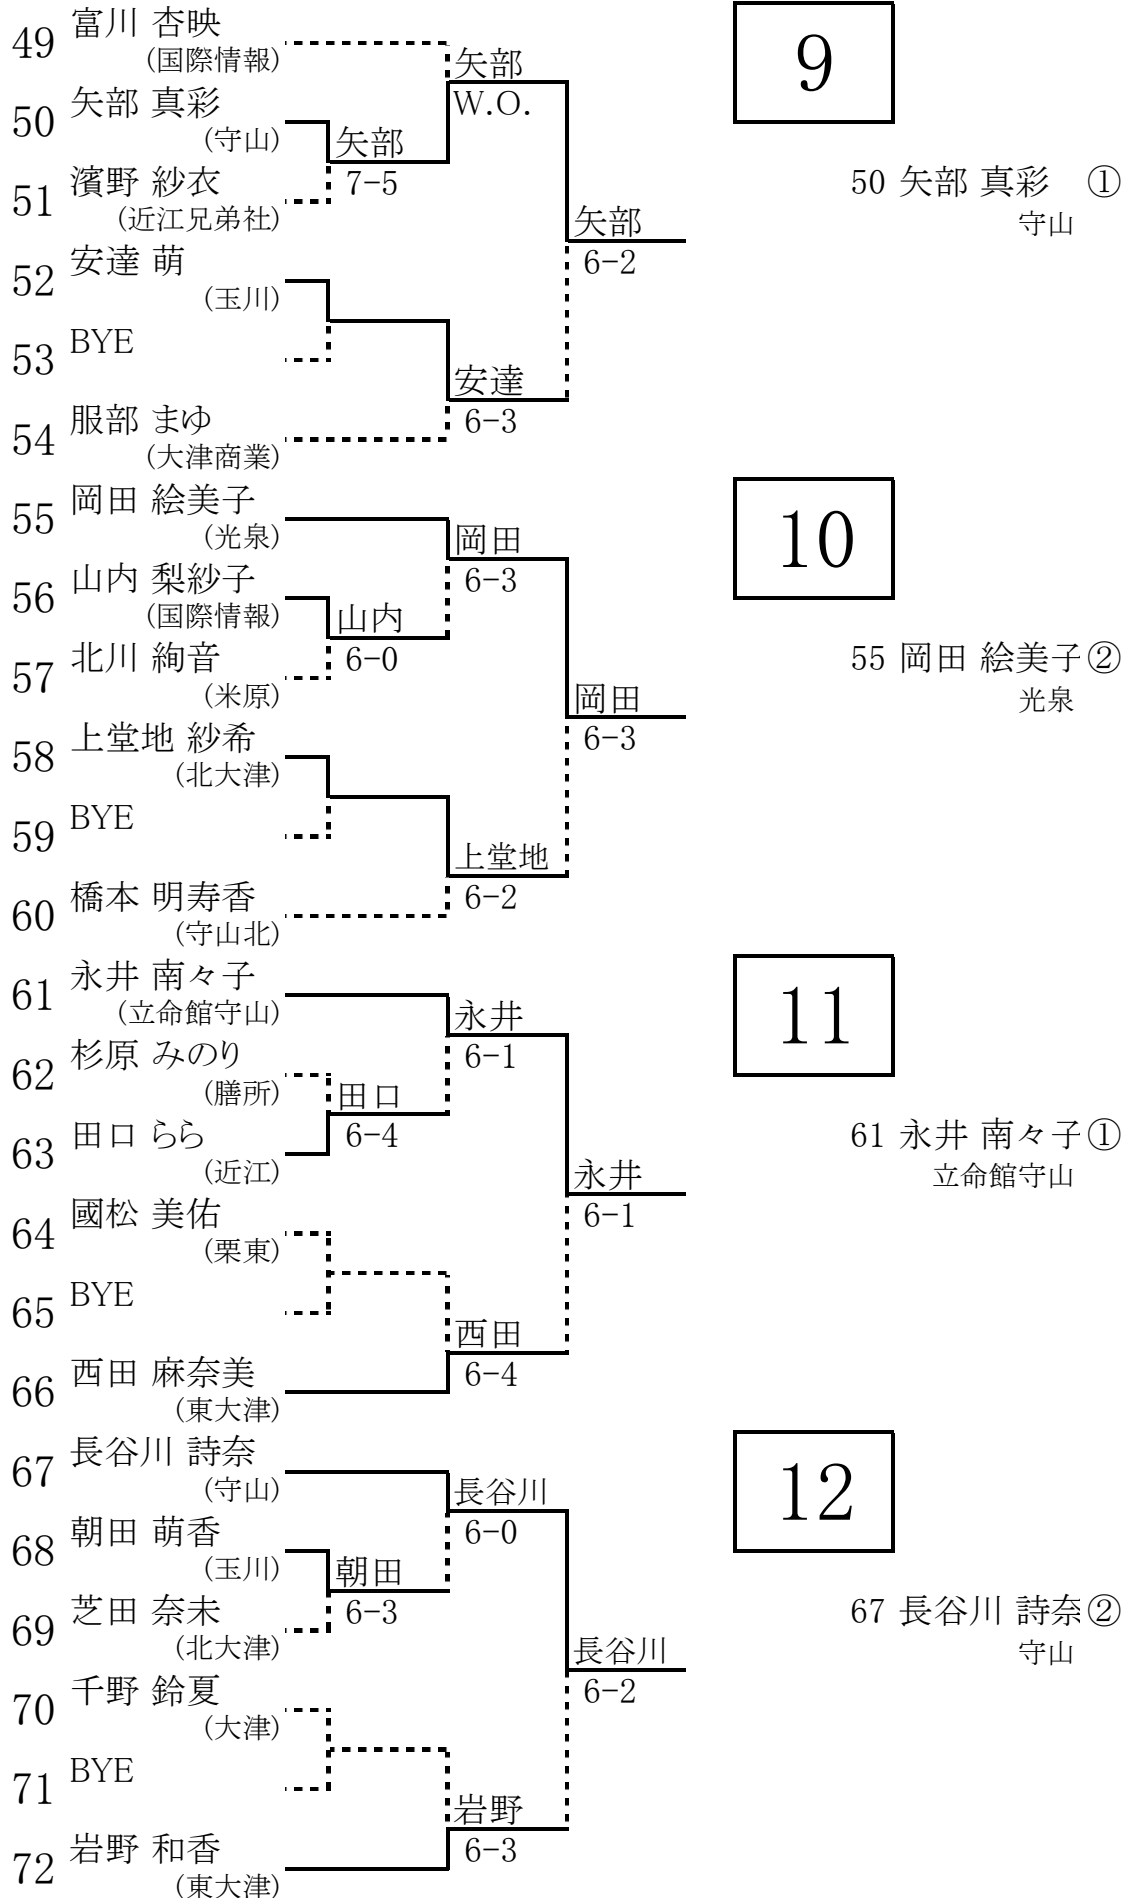 49 富川 杏映
(国際情報)
矢部
W.O.
50 矢部 真彩
(守山)
矢部
7-5
51 濱野 紗衣
(近江兄弟社)
矢部
6-2
52 安達 萌
(玉川)
53 BYE
安達
6-3
54 服部 まゆ
(大津商業)
9
50 矢部 真彩 ①
守山
55 岡田 絵美子
(光泉)
岡田
6-3
56 山内 梨紗子
(国際情報)
山内
6-0
57 北川 絢音
(米原)
岡田
6-3
58 上堂地 紗希
(北大津)
59 BYE
上堂地
6-2
60 橋本 明寿香
(守山北)
10
55 岡田 絵美子②
光泉
61 永井 南々子
(立命館守山)
永井
6-1
62 杉原 みのり
(膳所)
田口
6-4
63 田口 らら
(近江)
永井
6-1
64 國松 美佑
(栗東)
65 BYE
西田
6-4
66 西田 麻奈美
(東大津)
11
61 永井 南々子①
立命館守山
67 長谷川 詩奈
(守山)
長谷川
6-0
68 朝田 萌香
(玉川)
朝田
6-3
69 芝田 奈未
(北大津)
長谷川
6-2
70 千野 鈴夏
(大津)
71 BYE
岩野
6-3
72 岩野 和香
(東大津)
12
67 長谷川 詩奈②
守山